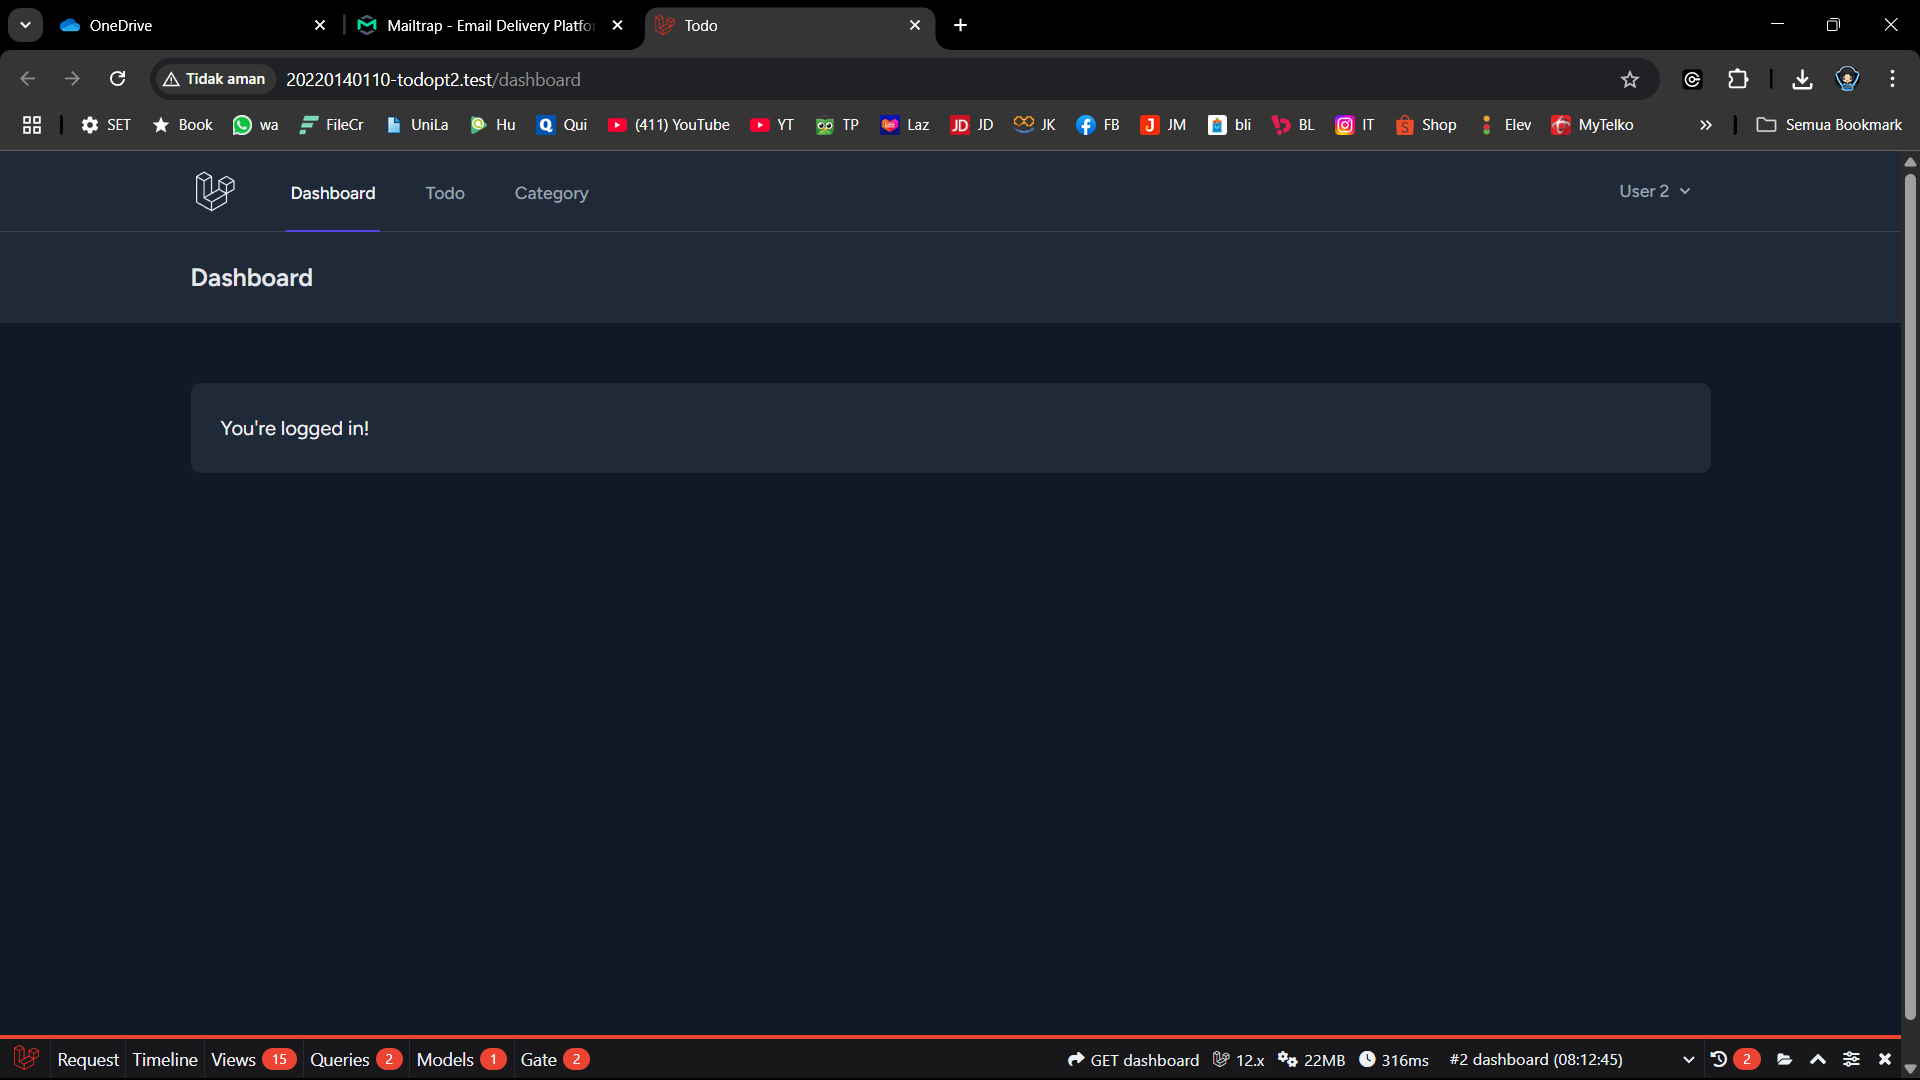 OneDrive
Mailtrap - Email Delivery Platfo
Todo
Tidak aman
20220140110-todopt2.test/dashboard
SET
Book
wa
FileCr
UniLa
Hu
Qui
(411) YouTube
YT
TP
Laz
JD JD
JK
FB
J JM
bli
BL
IT
Shop
Elev
MyTelko
Semua Bookmark
Dashboard
Todo
Category
User 2
Dashboard
You're logged in!
Request
Timeline
Views 15
Queries 2
Models 1
Gate 2
GET dashboard
12.x
22MB
316ms
#2 dashboard (08:12:45)
2